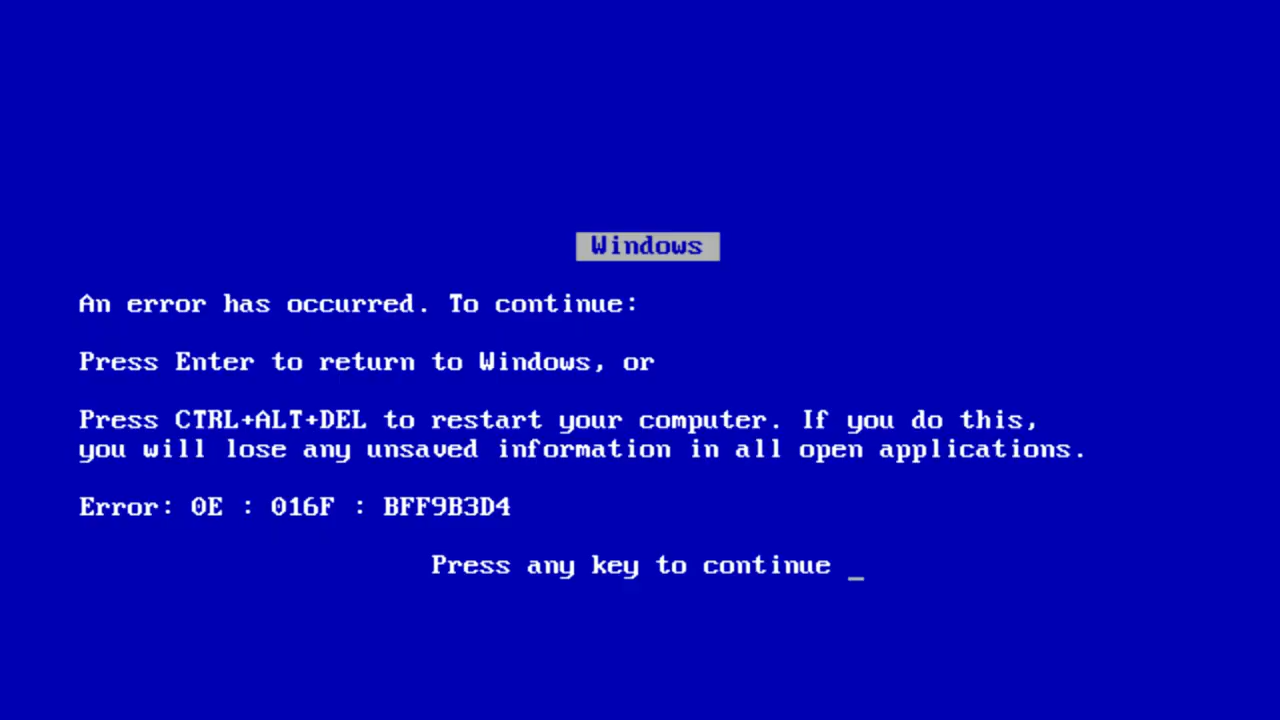 Windows
An error has occurred. To continue:
Press Enter to return to Windows, or
Press CTRL+ALT+DEL to restart your computer. If you do this,
you will lose any unsaved information in all open applications.
Error: 0E : 016F : BFF9B3D4
Press any key to continue _